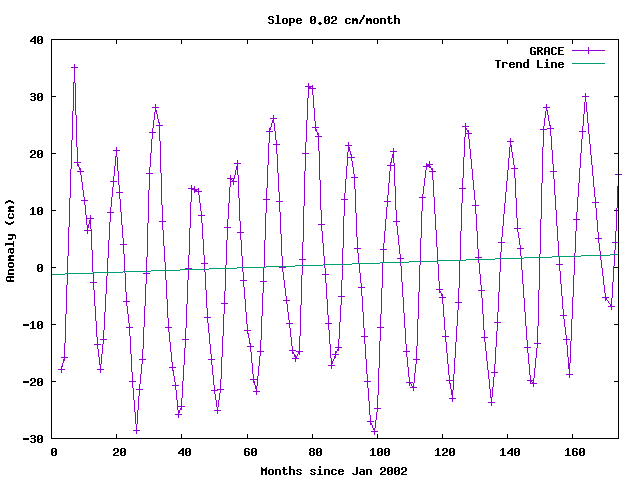 Slope 0.02 cm/month
GRACE
Trend Line
40
30
20
10
0
-10
-20
-30
Anomaly (cm)
0 20 40 60 80 100 120 140 160
Months since Jan 2002